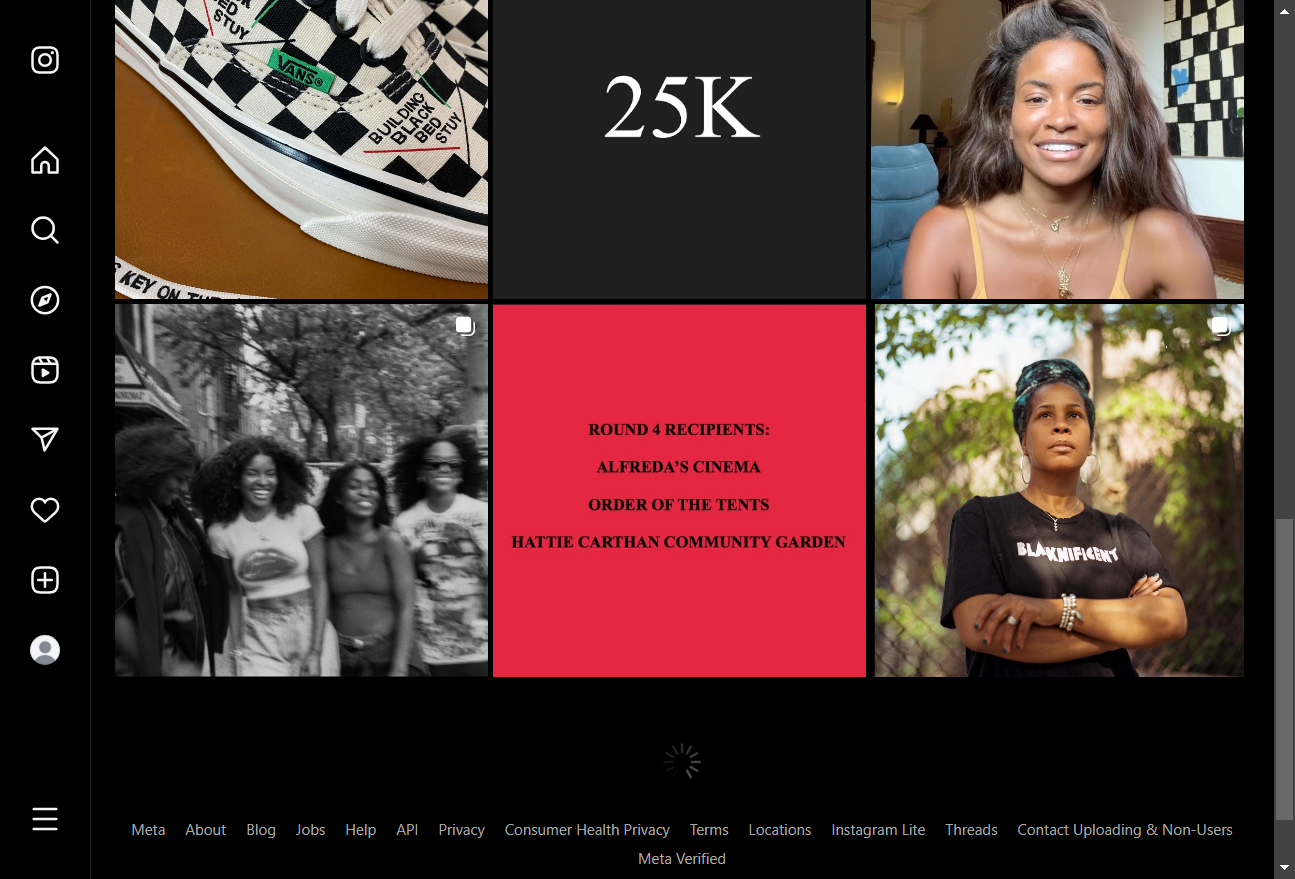 STUY
VANS
BUILDING
BLACK
BED
STUY
KEY ON THE
25K
ROUND 4 RECIPIENTS:
ALFREDA'S CINEMA
ORDER OF THE TENTS
HATTIE CARTHAN COMMUNITY GARDEN
BLAKNIFICENT
Meta About Blog Jobs Help API Privacy Consumer Health Privacy Terms Locations Instagram Lite Threads Contact Uploading & Non-Users
Meta Verified